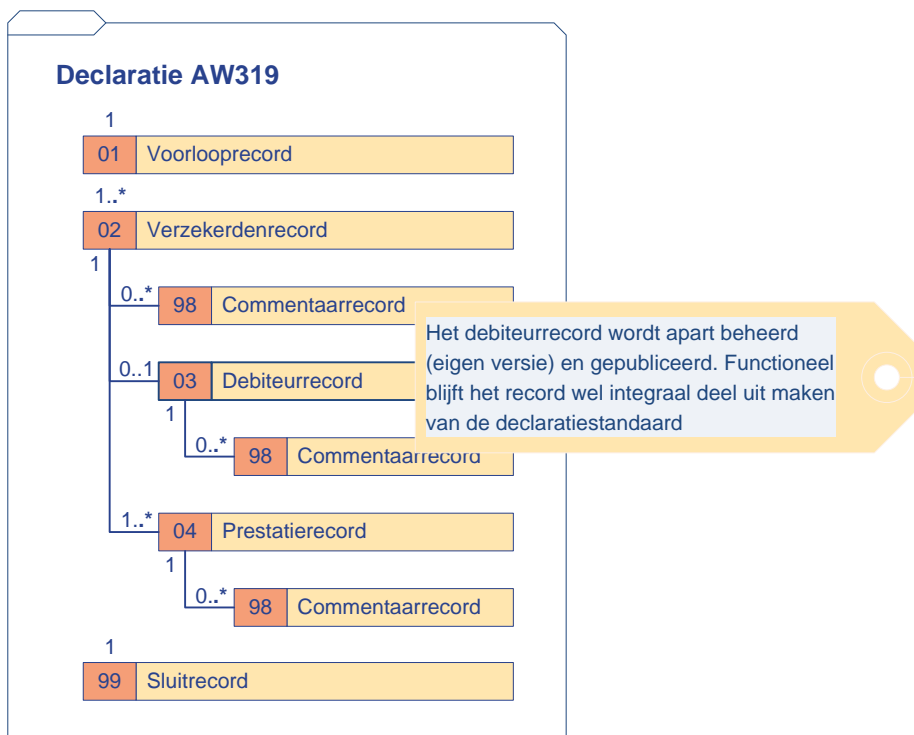 Declaratie AW319
1
01 Voorlooprecord
1..*
02 Verzekerdenrecord
1
0..* 98 Commentaarrecord
Het debiteurrecord wordt apart beheerd
(eigen versie) en gepubliceerd. Functioneel
blijft het record wel integraal deel uit maken
van de declaratiestandaard
0..1 03 Debiteurrecord
1
0..* 98 Commentaarrecord
1..* 04 Prestatierecord
1
0..* 98 Commentaarrecord
1
99 Sluitrecord